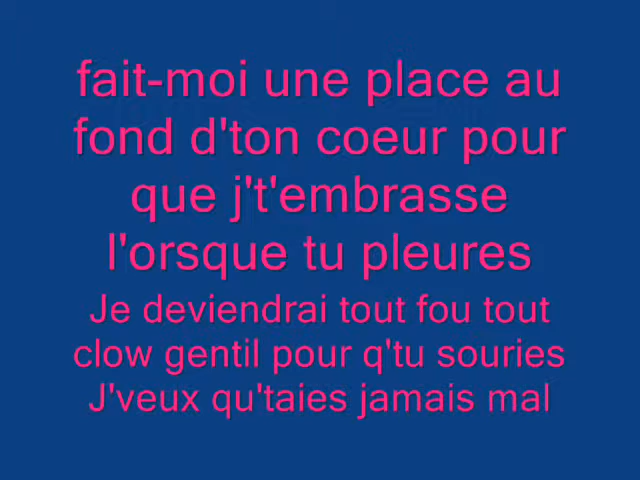 fait-moi une place au
fond d'ton coeur pour
que j't'embrasse
l'orsque tu pleures
Je deviendrai tout fou tout
clow gentil pour q'tu souries
J'veux qu'taies jamais mal